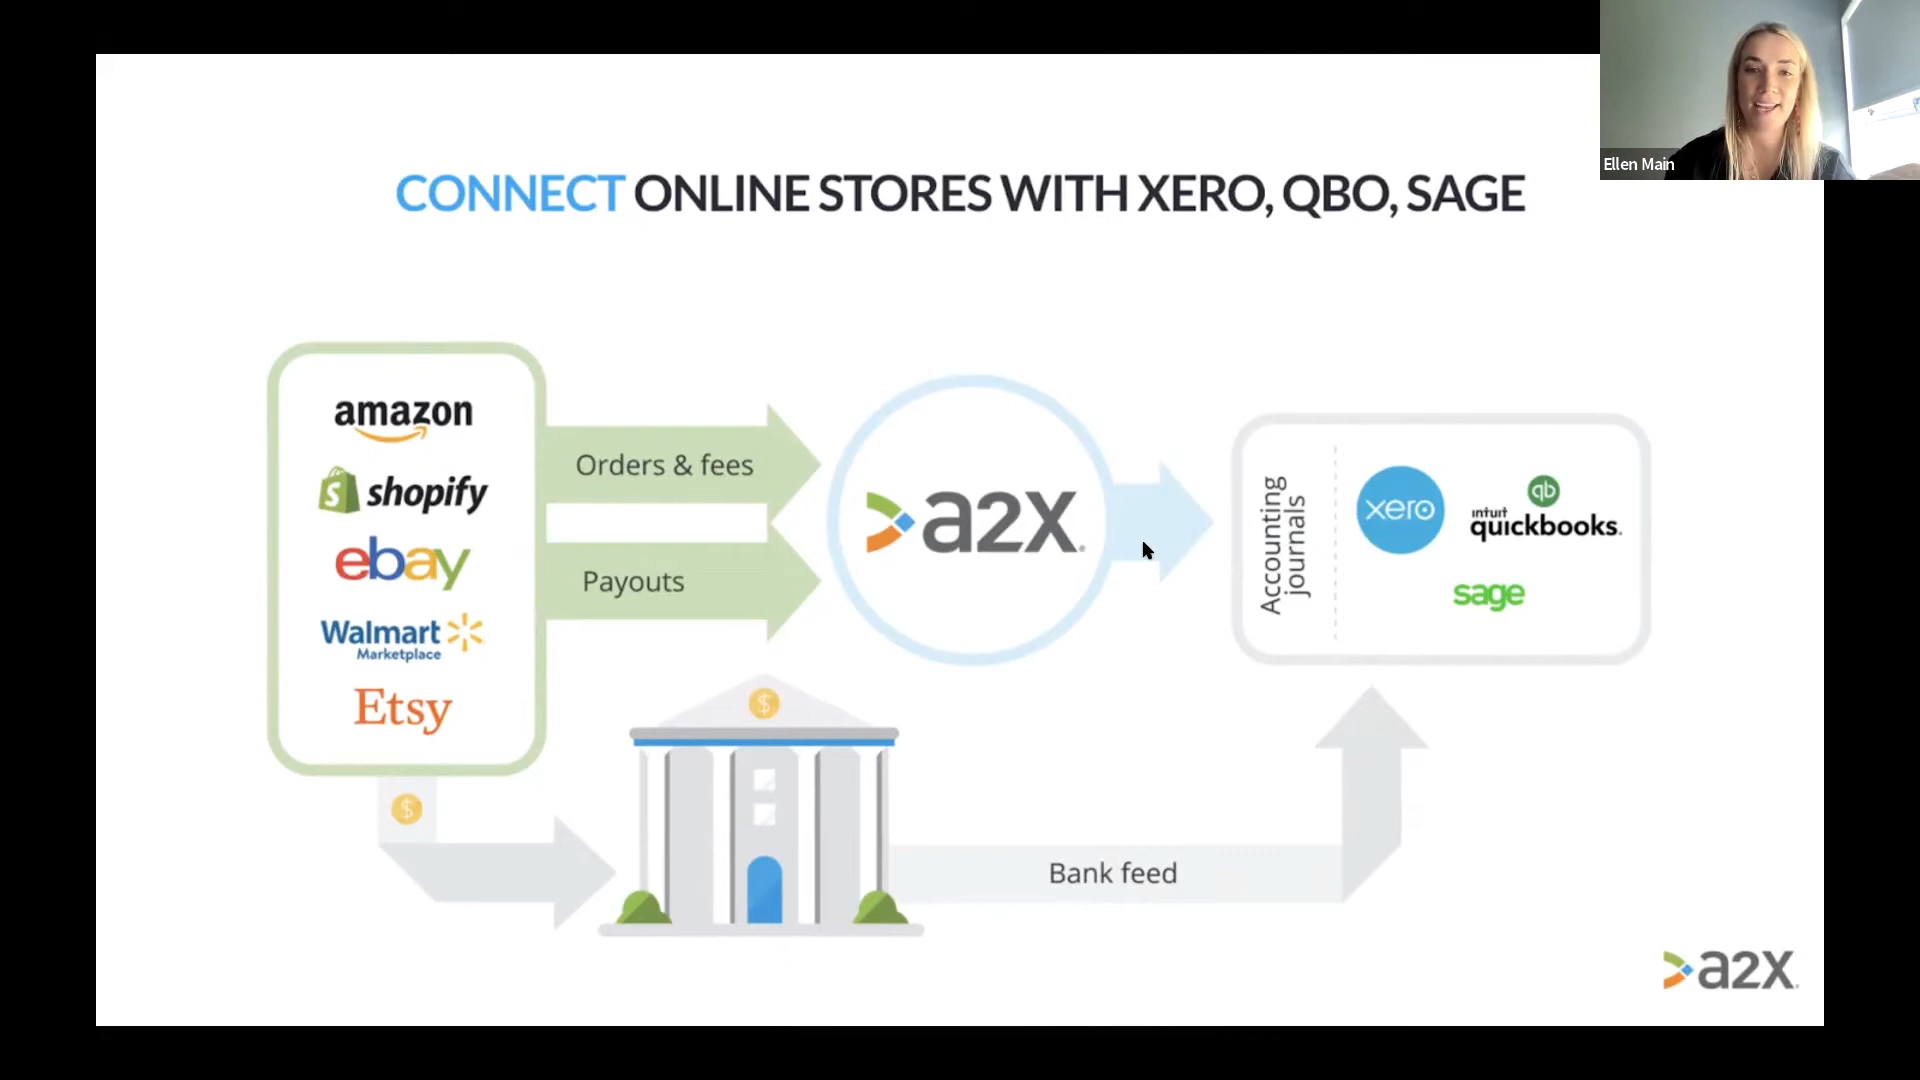 Ellen Main
CONNECT ONLINE STORES WITH XERO, QBO, SAGE
amazon
shopify
ebay
Walmart
Marketplace
Etsy
Orders & fees
Payouts
a2x
Accounting
journals
xero
qb
intuit
quickbooks.
sage
$
$
Bank feed
a2x